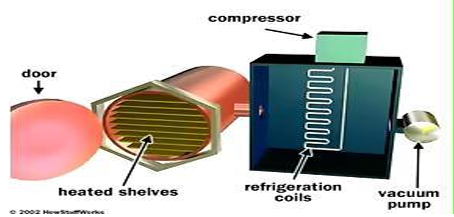 compressor
door
heated shelves
refrigeration
coils
vacuum
pump
© 2002 HowStuffWorks